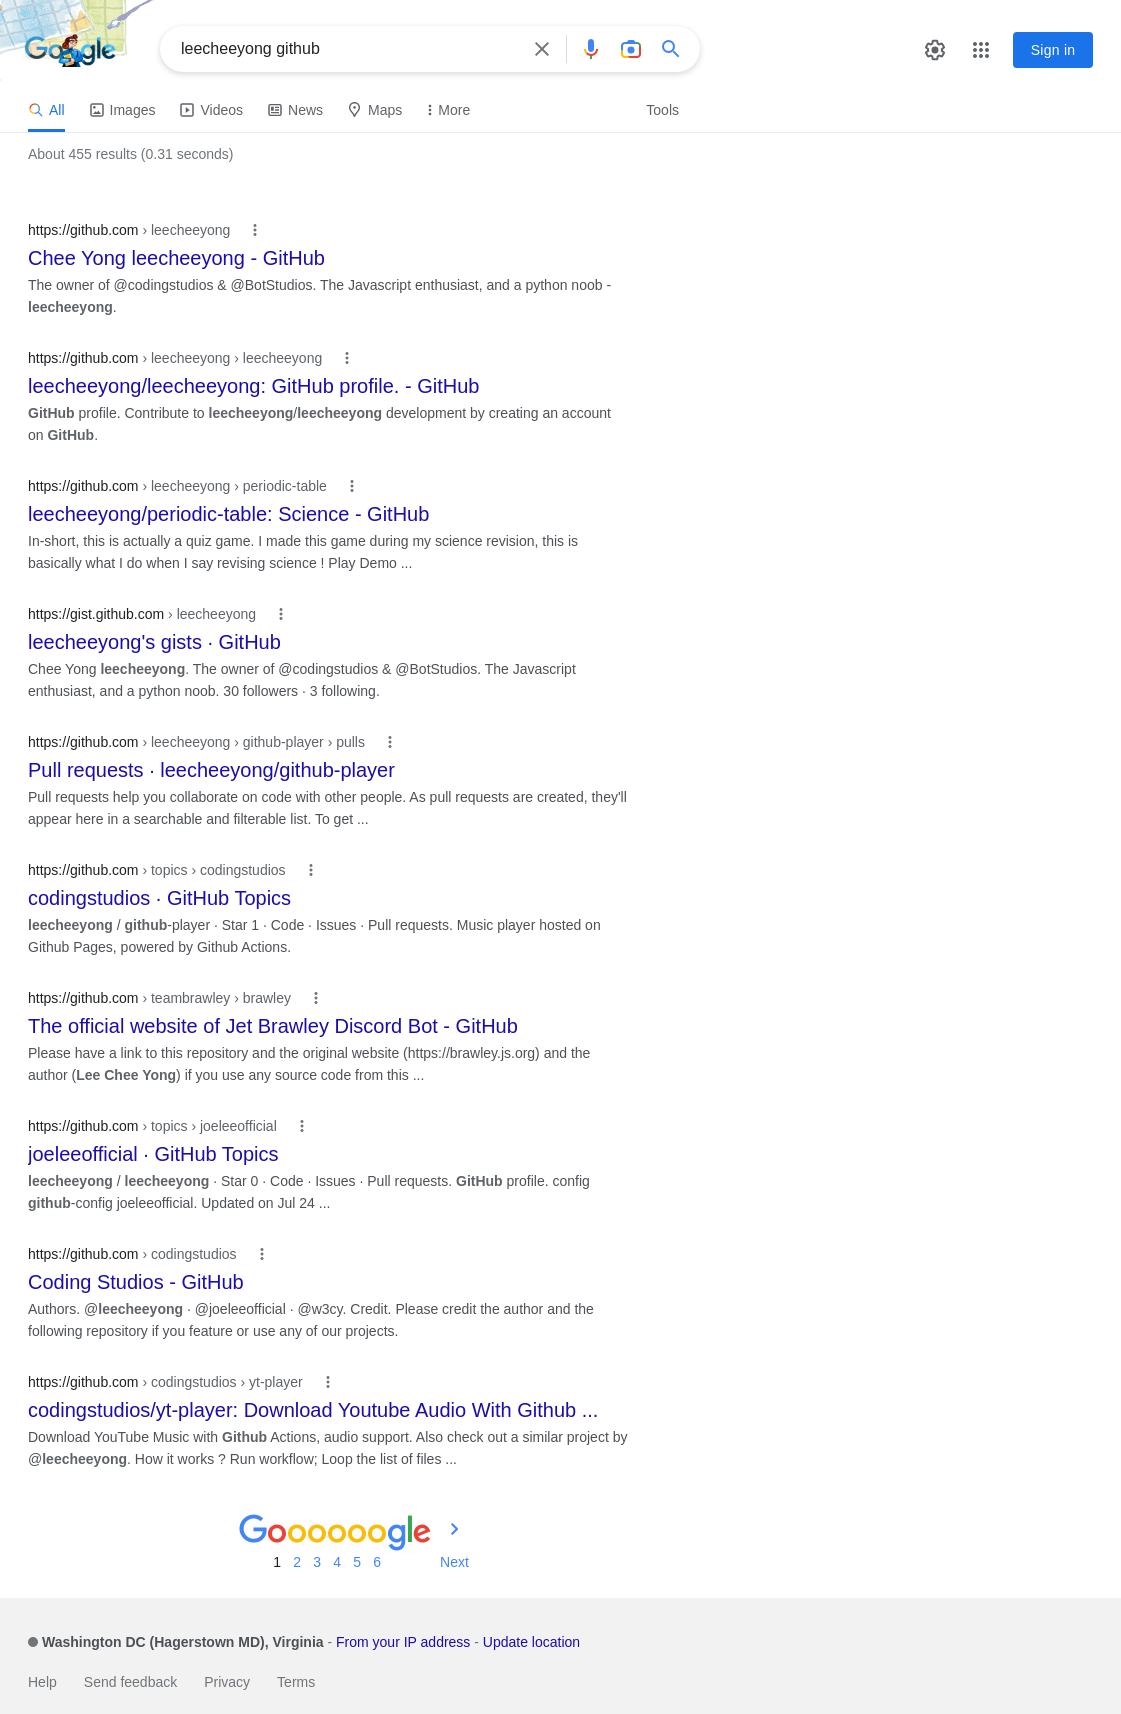 Google
leecheeyong github
Sign in
All
Images
Videos
News
Maps
More
Tools
About 455 results (0.31 seconds)
https://github.com › leecheeyong
Chee Yong leecheeyong - GitHub
The owner of @codingstudios & @BotStudios. The Javascript enthusiast, and a python noob -
leecheeyong.
https://github.com › leecheeyong › leecheeyong
leecheeyong/leecheeyong: GitHub profile. - GitHub
GitHub profile. Contribute to leecheeyong/leecheeyong development by creating an account
on GitHub.
https://github.com › leecheeyong › periodic-table
leecheeyong/periodic-table: Science - GitHub
In-short, this is actually a quiz game. I made this game during my science revision, this is
basically what I do when I say revising science ! Play Demo ...
https://gist.github.com › leecheeyong
leecheeyong's gists · GitHub
Chee Yong leecheeyong. The owner of @codingstudios & @BotStudios. The Javascript
enthusiast, and a python noob. 30 followers · 3 following.
https://github.com › leecheeyong › github-player › pulls
Pull requests · leecheeyong/github-player
Pull requests help you collaborate on code with other people. As pull requests are created, they'll
appear here in a searchable and filterable list. To get ...
https://github.com › topics › codingstudios
codingstudios · GitHub Topics
leecheeyong / github-player · Star 1 · Code · Issues · Pull requests. Music player hosted on
Github Pages, powered by Github Actions.
https://github.com › teambrawley › brawley
The official website of Jet Brawley Discord Bot - GitHub
Please have a link to this repository and the original website (https://brawley.js.org) and the
author (Lee Chee Yong) if you use any source code from this ...
https://github.com › topics › joeleeofficial
joeleeofficial · GitHub Topics
leecheeyong / leecheeyong · Star 0 · Code · Issues · Pull requests. GitHub profile. config
github-config joeleeofficial. Updated on Jul 24 ...
https://github.com › codingstudios
Coding Studios - GitHub
Authors. @leecheeyong · @joeleeofficial · @w3cy. Credit. Please credit the author and the
following repository if you feature or use any of our projects.
https://github.com › codingstudios › yt-player
codingstudios/yt-player: Download Youtube Audio With Github ...
Download YouTube Music with Github Actions, audio support. Also check out a similar project by
@leecheeyong. How it works ? Run workflow; Loop the list of files ...
Goooooogle
1 2 3 4 5 6 Next
Washington DC (Hagerstown MD), Virginia - From your IP address - Update location
Help Send feedback Privacy Terms